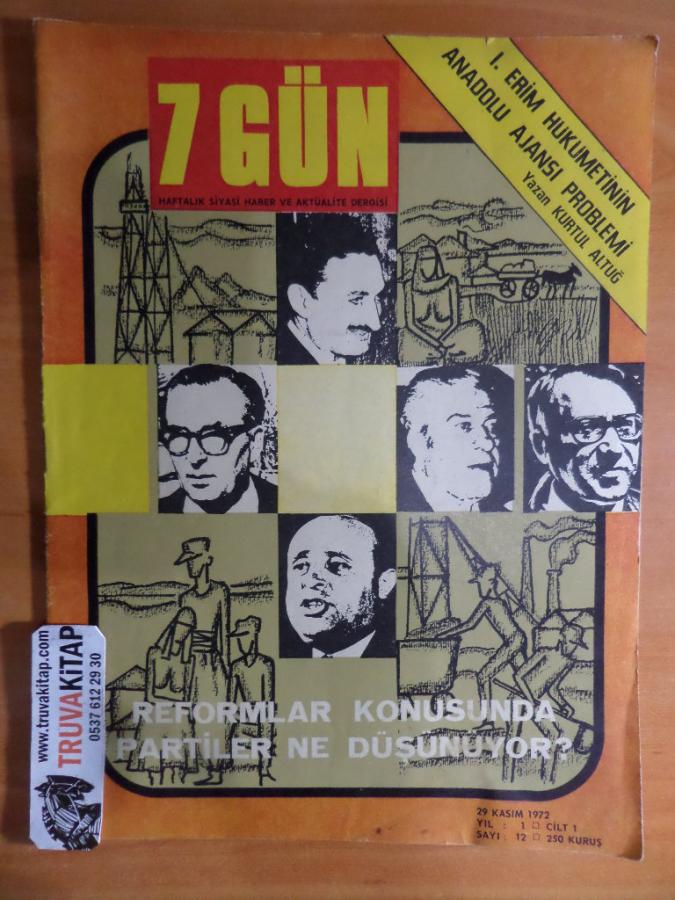 7 GÜN
HAFTALIK SİYASİ HABER VE AKTÜALİTE DERGİSİ
I. ERİM HUKUMETİNİN
ANADOLU AJANSI PROBLEMİ
Yazan KURTUL ALTUĞ
REFORMLAR KONUSUNDA
PARTİLER NE DÜŞÜNÜYOR?
29 KASIM 1972
YIL : 1 □ CİLT 1
SAYI : 12 □ 250 KURUŞ
www.truvakitap.com
TRUVAKİTAP
0537 612 29 30